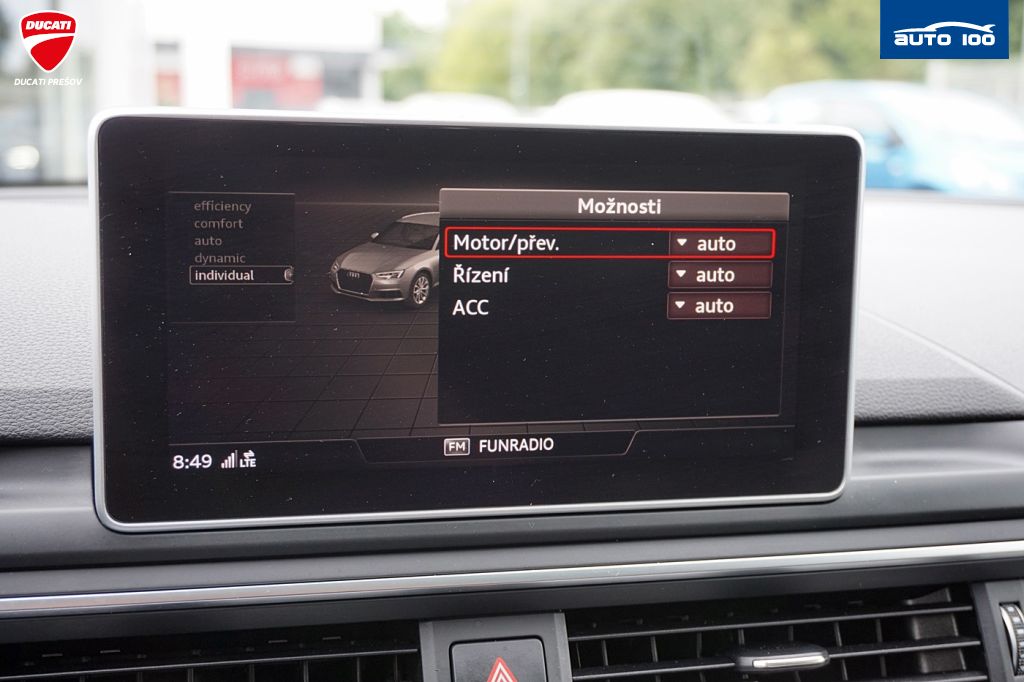 DUCATI
DUCATI PREŠOV
AUTO 100
efficiency
comfort
auto
dynamic
individual
Možnosti
Motor/přev. auto
Řízení auto
ACC auto
FM FUNRADIO
8:49 LTE